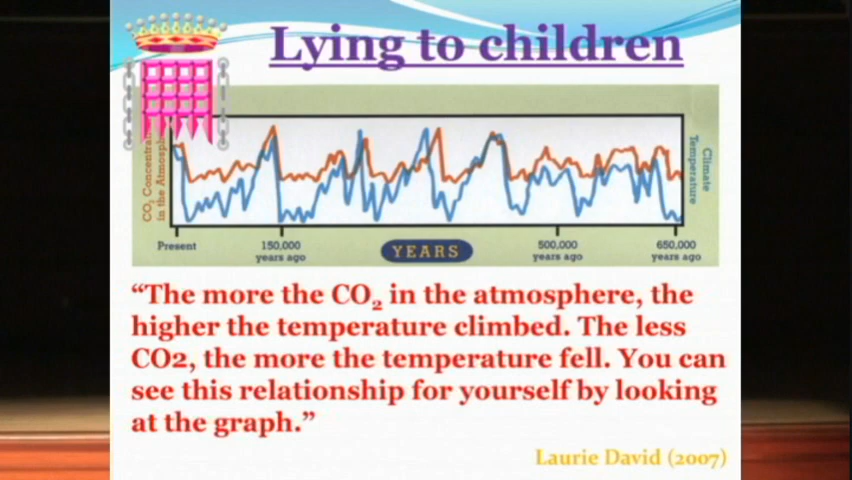 Lying to children
CO2 Concentra
in the Atmosph
Climate
Temperature
Present
150,000
years ago
YEARS
500,000
years ago
650,000
years ago
“The more the CO₂ in the atmosphere, the
higher the temperature climbed. The less
CO2, the more the temperature fell. You can
see this relationship for yourself by looking
at the graph.”
Laurie David (2007)